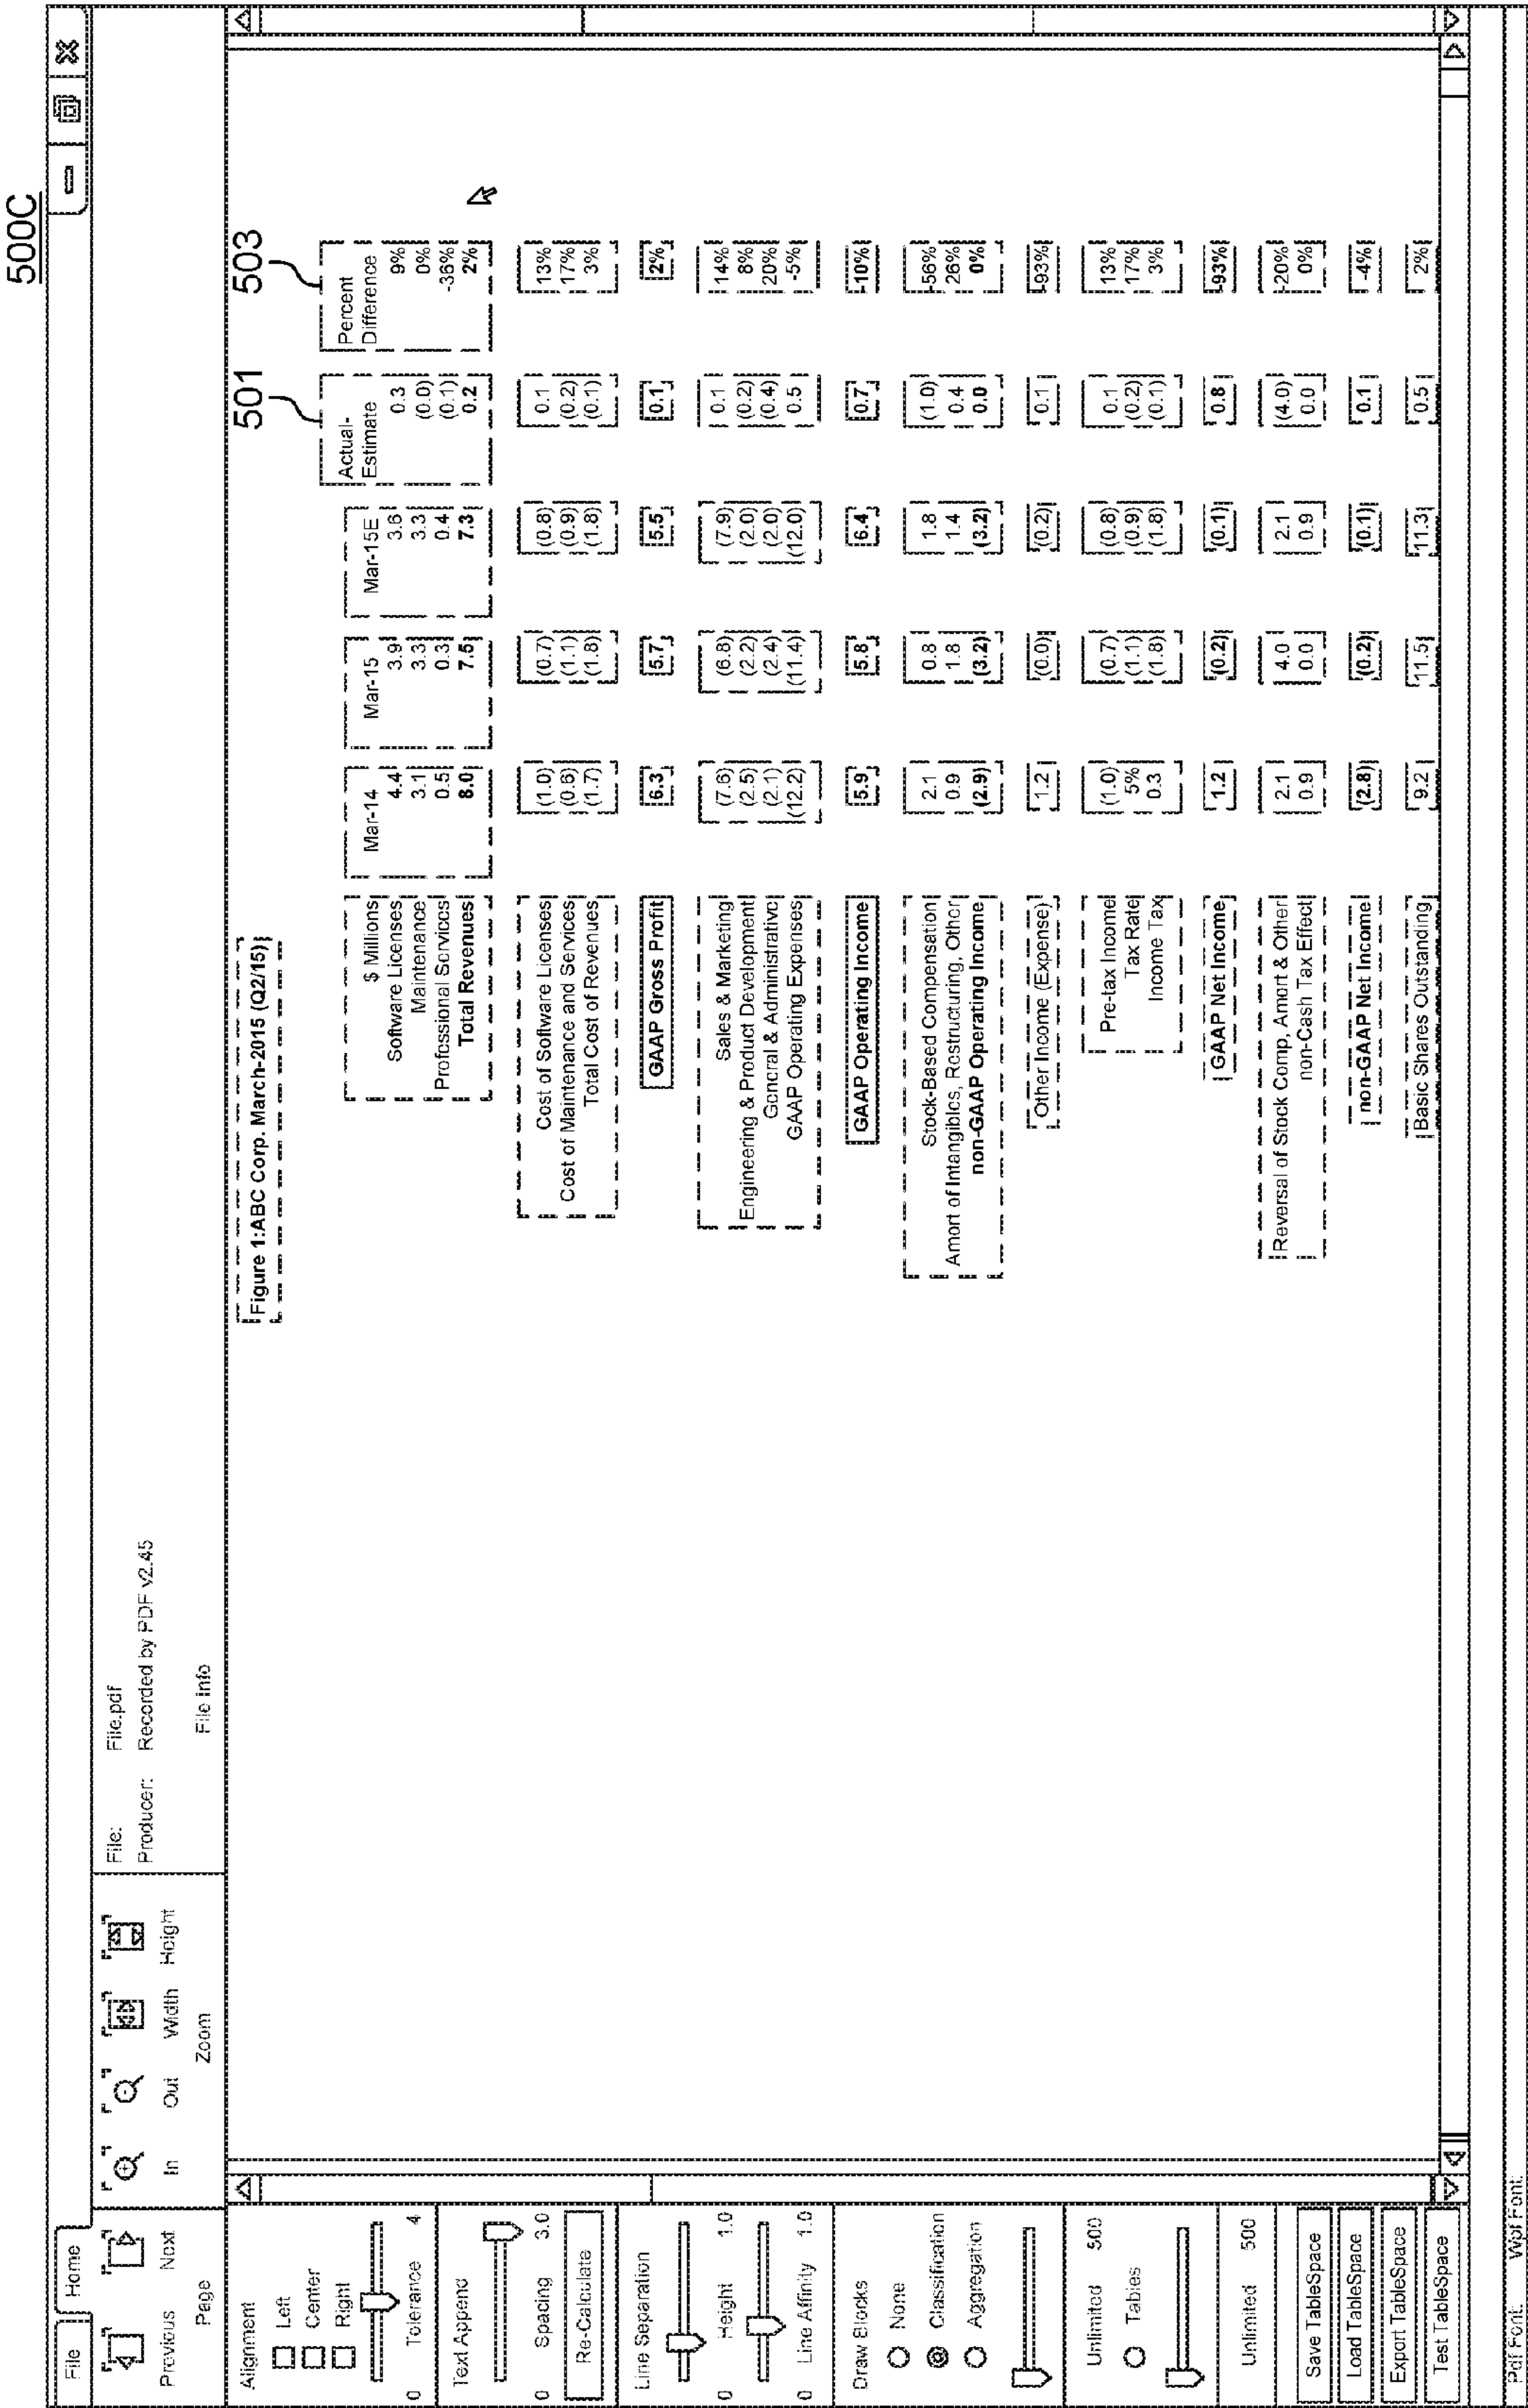 500C
File Home
Previous Next
Page
In Out Width Height
Zoom
File: File.pdf
Producer: Recorded by PDF v2.45
File Info
Alignment
Left
Center
Right
0 Tolerance 4
Text Append
0 Spacing 3.0
Re-Calculate
Line Separation
0 Height 1.0
0 Line Affinity 1.0
Draw Blocks
None
Classification
Aggregation
Unlimited 500
Tables
Unlimited 500
Save TableSpace
Load TableSpace
Export TableSpace
Test TableSpace
Pdf Font: Wpf Font:
501 503
Figure 1:ABC Corp. March-2015 (Q2/15)
Actual- Percent
$ Millions Mar-14 Mar-15 Mar-15E Estimate Difference
Software Licenses 4.4 3.9 3.6 0.3 9%
Maintenance 3.1 3.3 3.3 (0.0) 0%
Professional Services 0.5 0.3 0.4 (0.1) -36%
Total Revenues 8.0 7.5 7.3 0.2 2%
Cost of Software Licenses (1.0) (0.7) (0.8) 0.1 13%
Cost of Maintenance and Services (0.6) (1.1) (0.9) (0.2) 17%
Total Cost of Revenues (1.7) (1.8) (1.8) (0.1) 3%
GAAP Gross Profit 6.3 5.7 5.5 0.1 2%
Sales & Marketing (7.6) (6.8) (7.9) 0.1 14%
Engineering & Product Development (2.5) (2.2) (2.0) (0.2) 8%
General & Administrative (2.1) (2.4) (2.0) (0.4) 20%
GAAP Operating Expenses (12.2) (11.4) (12.0) 0.5 -5%
GAAP Operating Income 5.9 5.8 6.4 0.7 -10%
Stock-Based Compensation 2.1 0.8 1.8 (1.0) -56%
Amort of Intangibles, Restructuring, Other 0.9 1.8 1.4 0.4 26%
non-GAAP Operating Income (2.9) (3.2) (3.2) 0.0 0%
Other Income (Expense) 1.2 (0.0) (0.2) 0.1 -93%
Pre-tax Income (1.0) (0.7) (0.8) 0.1 13%
Tax Rate 5% (1.1) (0.9) (0.2) 17%
Income Tax 0.3 (1.8) (1.8) (0.1) 3%
GAAP Net Income 1.2 (0.2) (0.1) 0.8 -93%
Reversal of Stock Comp, Amort & Other 2.1 4.0 2.1 (4.0) -20%
non-Cash Tax Effect 0.9 0.0 0.9 0.0 0%
non-GAAP Net Income (2.8) (0.2) (0.1) 0.1 -4%
Basic Shares Outstanding 9.2 11.5 11.3 0.5 2%